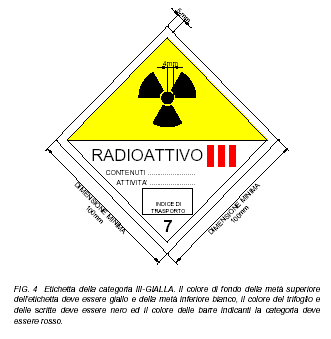 5mm
4mm
RADIOATTIVO III
CONTENUTI ........................
ATTIVITA' .......................
INDICE DI
TRASPORTO
7
DIMENSIONE MINIMA
100mm
DIMENSIONE MINIMA
100mm
FIG. 4 Etichetta della categoria III-GIALLA. Il colore di fondo della metà superiore
dell'etichetta deve essere giallo e della metà inferiore bianco, il colore del trifoglio e
delle scritte deve essere nero ed il colore delle barre indicanti la categoria deve
essere rosso.